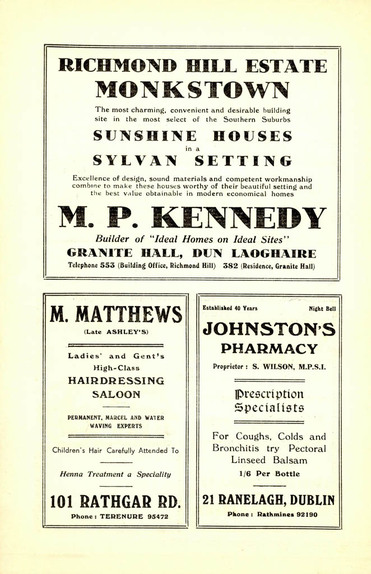 RICHMOND HILL ESTATE
MONKSTOWN
The most charming, convenient and desirable building
site in the most select of the Southern Suburbs
SUNSHINE HOUSES
in a
SYLVAN SETTING
Excellence of design, sound materials and competent workmanship
combine to make these houses worthy of their beautiful setting and
the best value obtainable in modern economical homes
M. P. KENNEDY
Builder of "Ideal Homes on Ideal Sites"
GRANITE HALL, DUN LAOGHAIRE
Telephone 553 (Building Office, Richmond Hill) 382 (Residence, Granite Hall)
M. MATTHEWS
(Late ASHLEY'S)
Ladies' and Gent's
High-Class
HAIRDRESSING
SALOON
PERMANENT, MARCEL AND WATER
WAVING EXPERTS
Children's Hair Carefully Attended To
Henna Treatment a Speciality
101 RATHGAR RD.
Phone: TERENURE 95472
Established 40 Years Night Bell
JOHNSTON'S
PHARMACY
Proprietor: S. WILSON, M.P.S.I.
Prescription
Specialists
For Coughs, Colds and
Bronchitis try Pectoral
Linseed Balsam
1/6 Per Bottle
21 RANELAGH, DUBLIN
Phone: Rathmines 92190